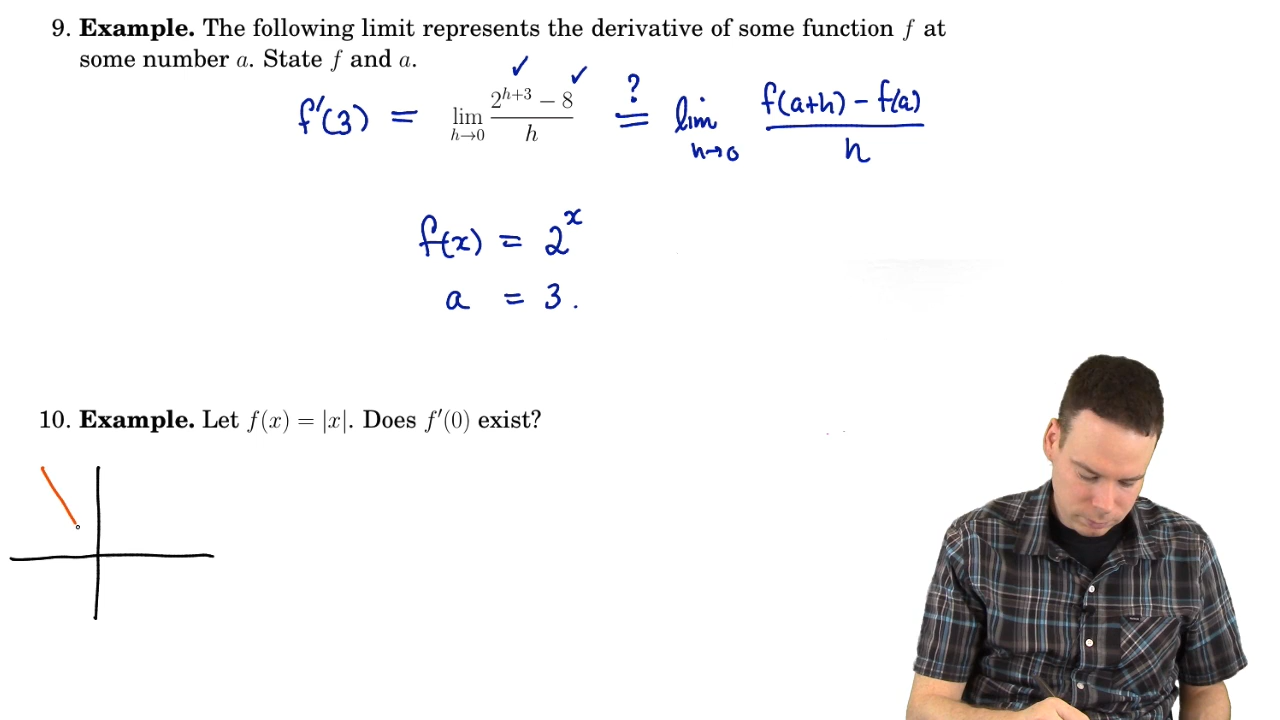 9. Example. The following limit represents the derivative of some function f at
some number a. State f and a.
f'(3) = lim_{h→0} (2^{h+3} − 8)/h ≟ lim_{h→0} (f(a+h) − f(a))/h
f(x) = 2^x
a = 3.
10. Example. Let f(x) = |x|. Does f′(0) exist?